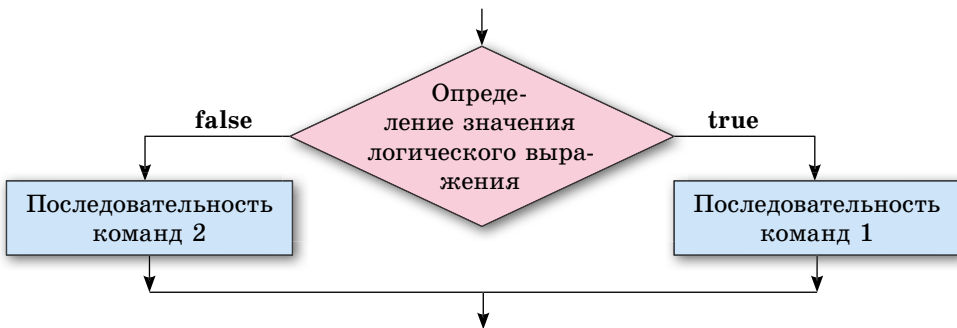 Опреде-
ление значения
логического выра-
жения
false
true
Последовательность
команд 2
Последовательность
команд 1